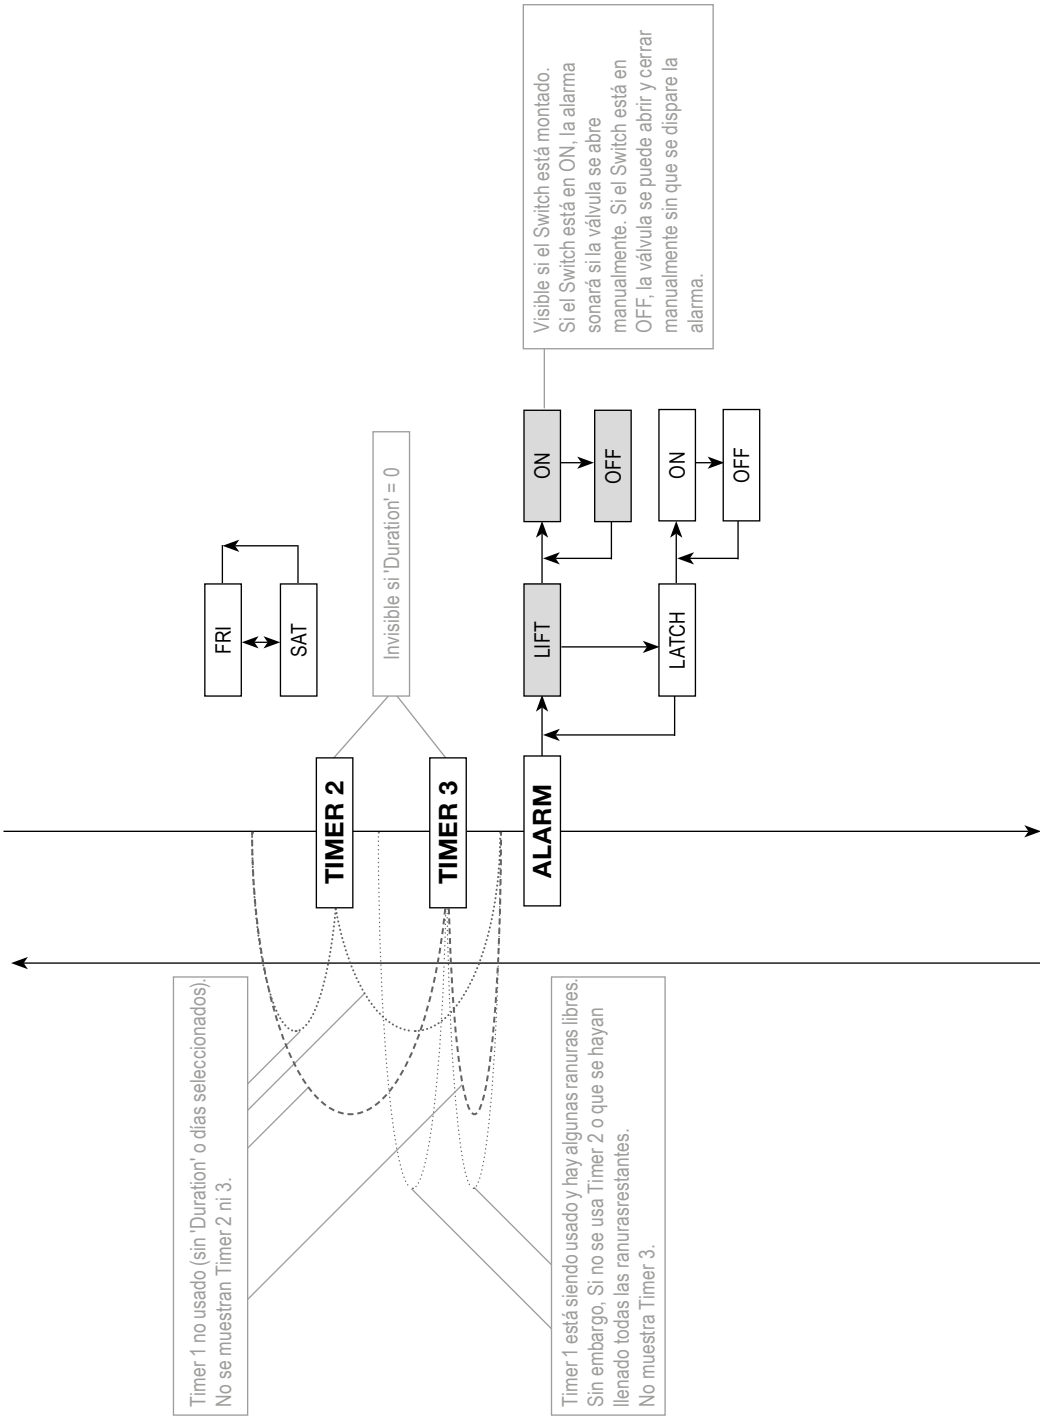 Timer 1 no usado (sin 'Duration' o días seleccionados).
No se muestran Timer 2 ni 3.
Timer 1 está siendo usado y hay algunas ranuras libres.
Sin embargo, Si no se usa Timer 2 o que se hayan
llenado todas las ranurasrestantes.
No muestra Timer 3.
TIMER 2
TIMER 3
ALARM
FRI
SAT
Invisible si 'Duration' = 0
LIFT
LATCH
ON
OFF
ON
OFF
Visible si el Switch está montado.
Si el Switch está en ON, la alarma
sonará si la válvula se abre
manualmente. Si el Switch está en
OFF, la válvula se puede abrir y cerrar
manualmente sin que se dispare la
alarma.